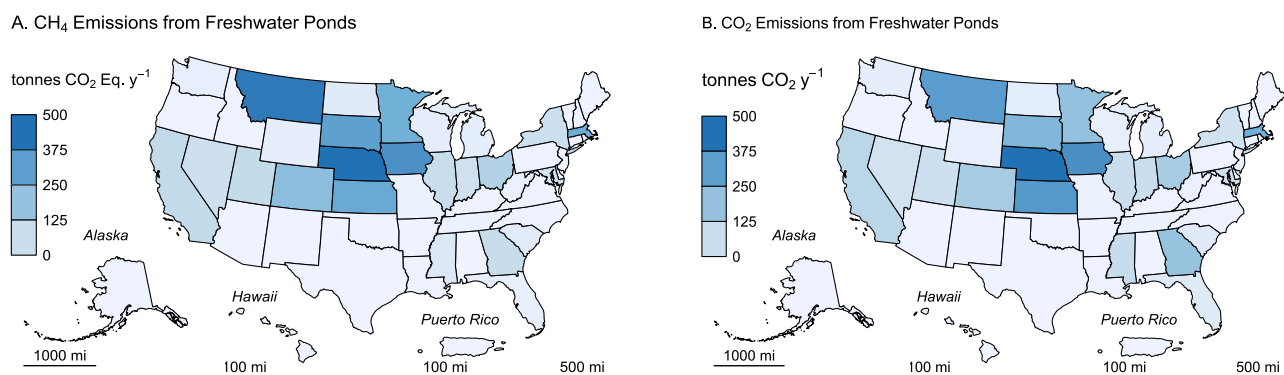 A. CH₄ Emissions from Freshwater Ponds
tonnes CO₂ Eq. y⁻¹
500
375
250
125
0
Alaska
Hawaii
Puerto Rico
1000 mi
100 mi
100 mi
500 mi
B. CO₂ Emissions from Freshwater Ponds
tonnes CO₂ y⁻¹
500
375
250
125
0
Alaska
Hawaii
Puerto Rico
1000 mi
100 mi
100 mi
500 mi